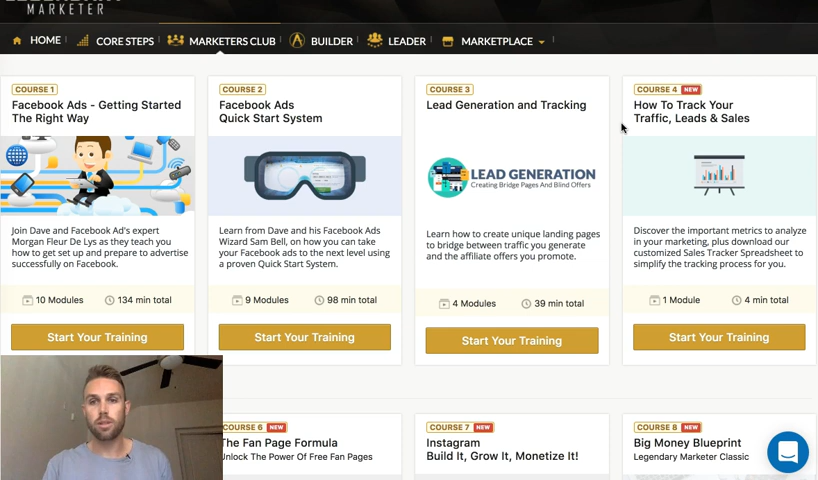 MARKETER
HOME
CORE STEPS
MARKETERS CLUB
BUILDER
LEADER
MARKETPLACE
COURSE 1
Facebook Ads - Getting Started
The Right Way
Join Dave and Facebook Ad's expert
Morgan Fleur De Lys as they teach you
how to get set up and prepare to advertise
successfully on Facebook.
10 Modules
134 min total
Start Your Training
COURSE 2
Facebook Ads
Quick Start System
Learn from Dave and his Facebook Ads
Wizard Sam Bell, on how you can take
your Facebook ads to the next level using
a proven Quick Start System.
9 Modules
98 min total
Start Your Training
COURSE 3
Lead Generation and Tracking
LEAD GENERATION
Creating Bridge Pages And Blind Offers
Learn how to create unique landing pages
to bridge between traffic you generate
and the affiliate offers you promote.
4 Modules
39 min total
Start Your Training
COURSE 4 NEW
How To Track Your
Traffic, Leads & Sales
Discover the important metrics to analyze
in your marketing, plus download our
customized Sales Tracker Spreadsheet to
simplify the tracking process for you.
1 Module
4 min total
Start Your Training
COURSE 6 NEW
The Fan Page Formula
Unlock The Power Of Free Fan Pages
COURSE 7 NEW
Instagram
Build It, Grow It, Monetize It!
COURSE 8 NEW
Big Money Blueprint
Legendary Marketer Classic